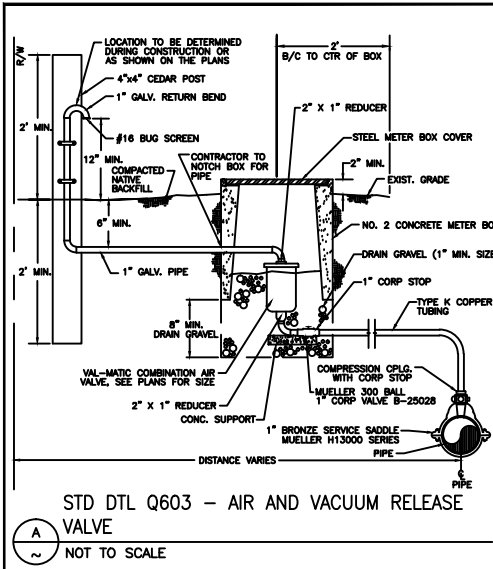 R/W
LOCATION TO BE DETERMINED
DURING CONSTRUCTION OR
AS SHOWN ON THE PLANS
4"x4" CEDAR POST
1" GALV. RETURN BEND
#16 BUG SCREEN
2' MIN.
12" MIN.
COMPACTED
NATIVE
BACKFILL
6" MIN.
2' MIN.
1" GALV. PIPE
CONTRACTOR TO
NOTCH BOX FOR
PIPE
2'
B/C TO CTR OF BOX
2" X 1" REDUCER
STEEL METER BOX COVER
2" MIN.
EXIST. GRADE
NO. 2 CONCRETE METER BO
DRAIN GRAVEL (1" MIN. SIZE
1" CORP STOP
TYPE K COPPER
TUBING
8" MIN.
DRAIN GRAVEL
VAL-MATIC COMBINATION AIR
VALVE, SEE PLANS FOR SIZE
2" X 1" REDUCER
CONC. SUPPORT
COMPRESSION CPLG.
WITH CORP STOP
MUELLER 300 BALL
1" CORP VALVE B-25028
1" BRONZE SERVICE SADDLE
MUELLER H13000 SERIES
PIPE
DISTANCE VARIES
℄
PIPE
STD DTL Q603 - AIR AND VACUUM RELEASE
VALVE
A
~
NOT TO SCALE